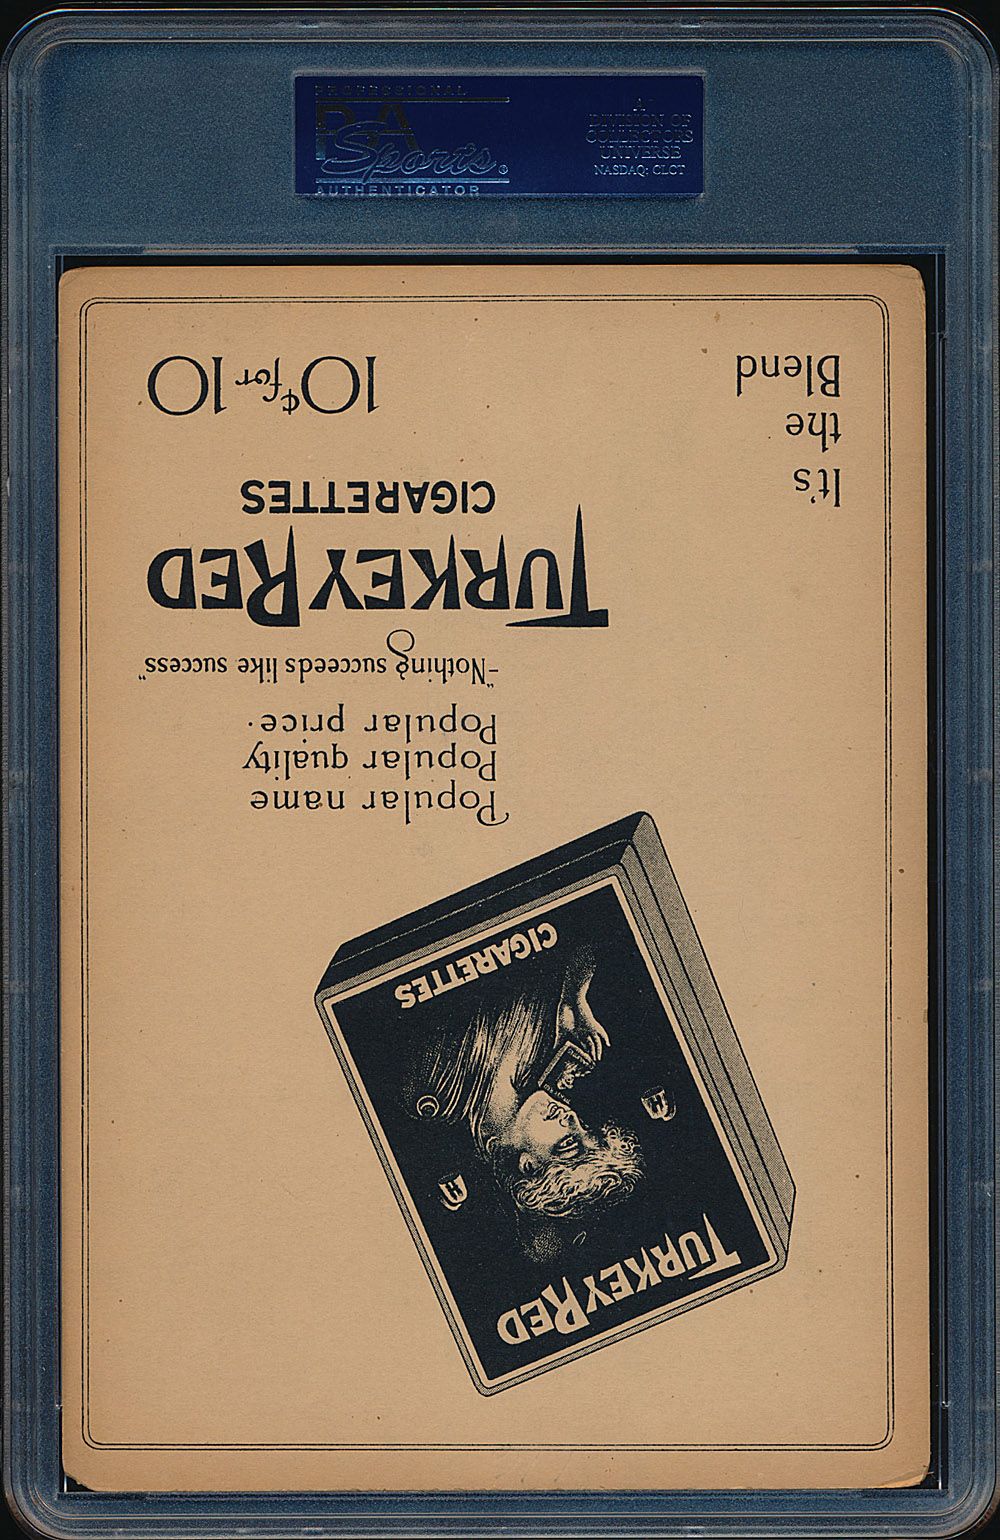 PROFESSIONAL
PSA
Sports
AUTHENTICATOR
A
DIVISION OF
COLLECTORS
UNIVERSE
NASDAQ: CLCT
TURKEY RED
CIGARETTES
Popular name
Popular quality
Popular price.
"Nothing succeeds like success"
TURKEY RED
CIGARETTES
It's
the
Blend
10¢ for 10